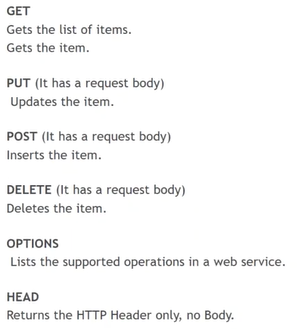 GET
Gets the list of items.
Gets the item.
PUT (It has a request body)
Updates the item.
POST (It has a request body)
Inserts the item.
DELETE (It has a request body)
Deletes the item.
OPTIONS
Lists the supported operations in a web service.
HEAD
Returns the HTTP Header only, no Body.